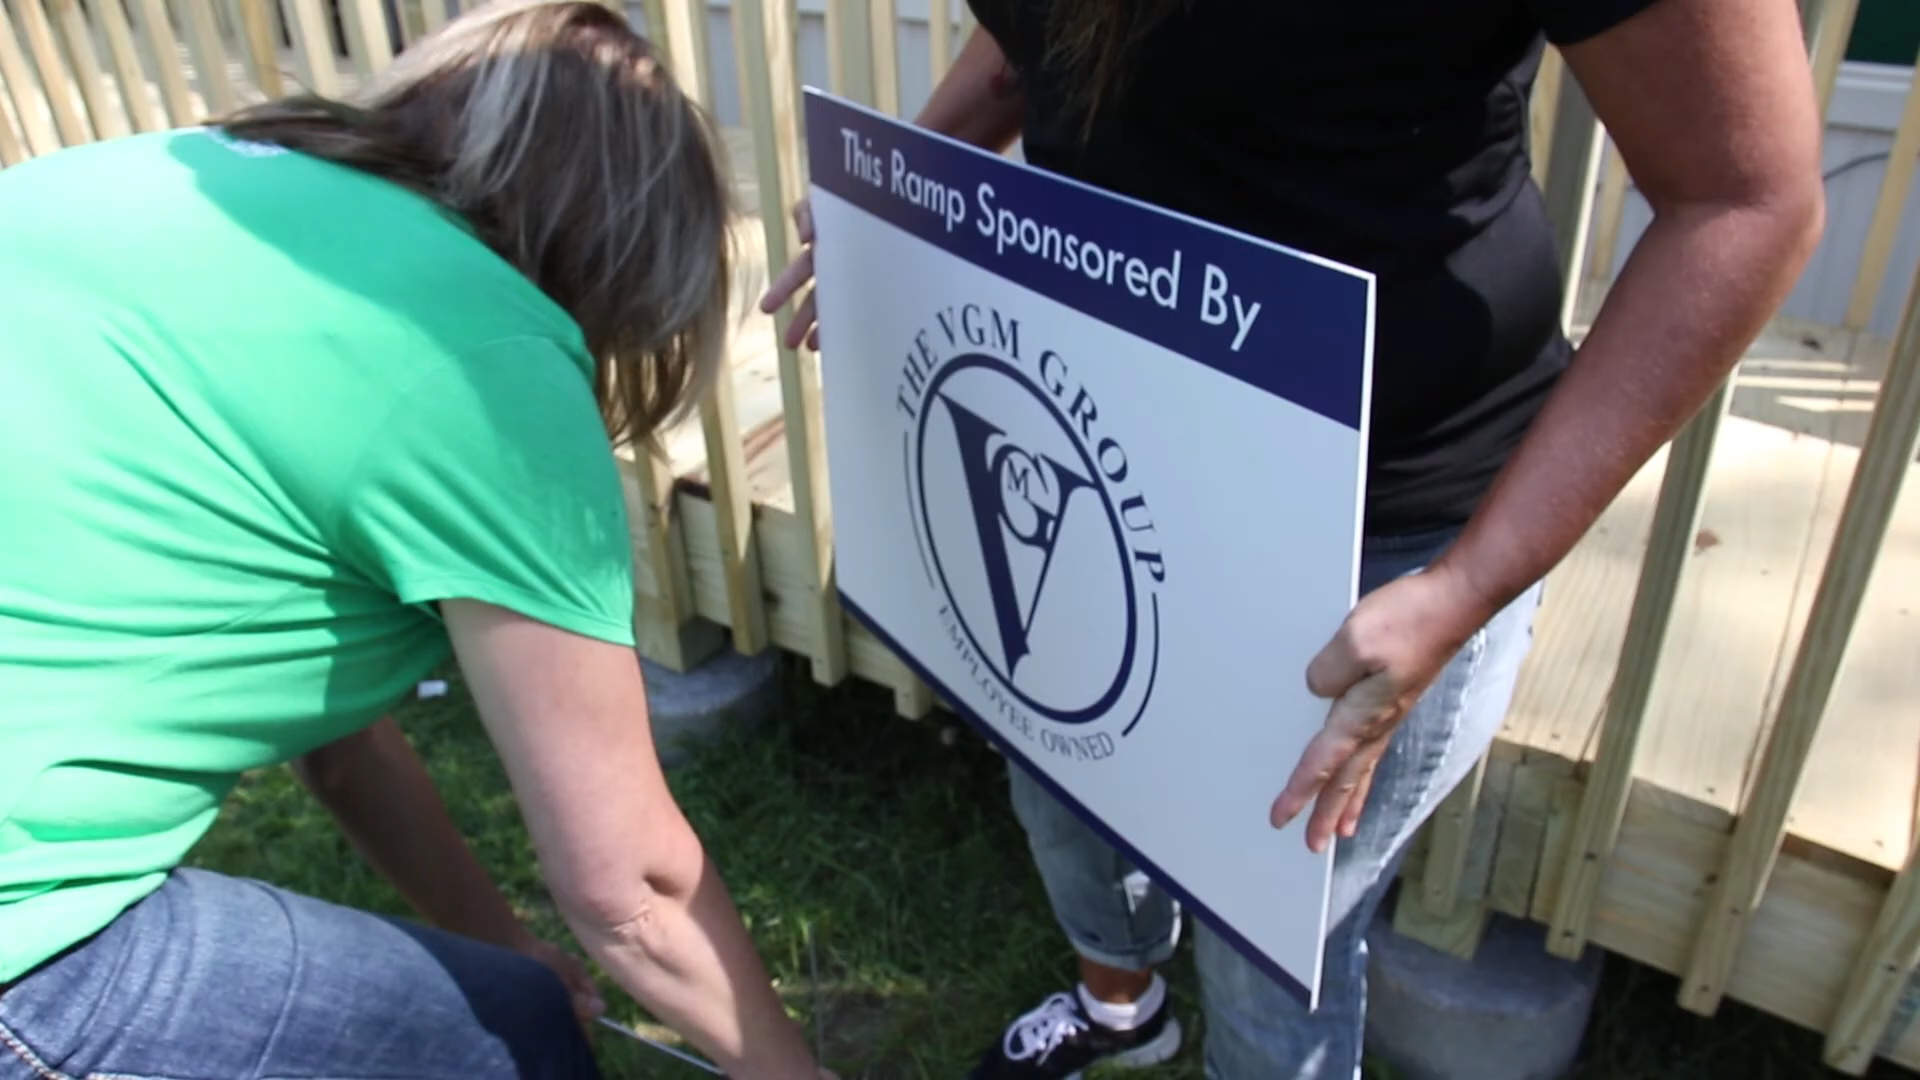 This Ramp Sponsored By
THE VGM GROUP
VGM
EMPLOYEE OWNED